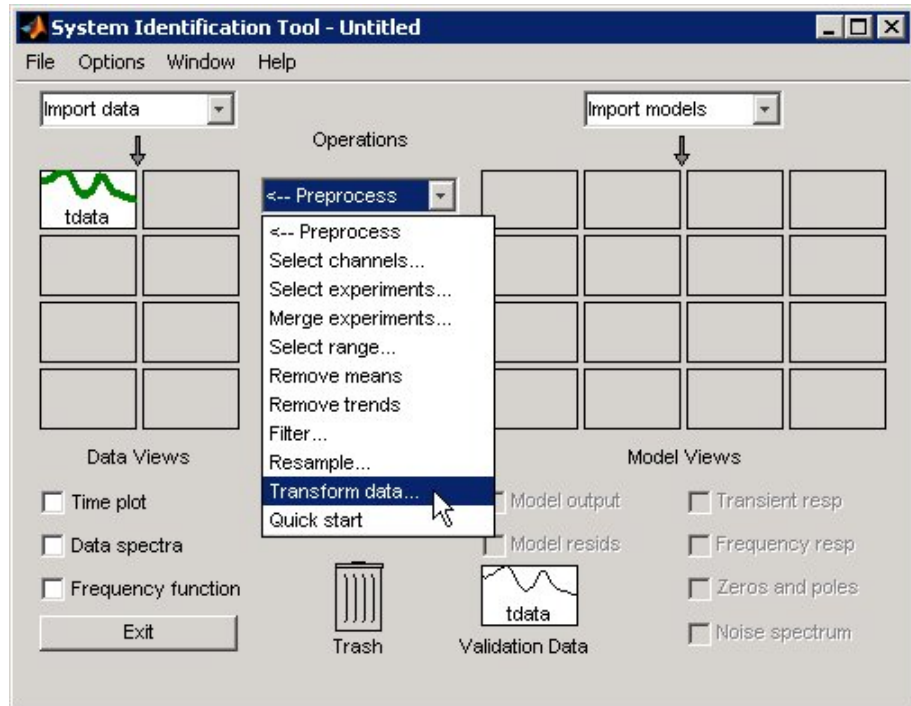 System Identification Tool - Untitled
File Options Window Help
Import data
Import models
Operations
<-- Preprocess
tdata
<-- Preprocess
Select channels...
Select experiments...
Merge experiments...
Select range...
Remove means
Remove trends
Filter...
Resample...
Transform data...
Quick start
Data Views
Model Views
Time plot
Data spectra
Frequency function
Exit
Model output
Transient resp
Model resids
Frequency resp
Zeros and poles
Noise spectrum
Trash
tdata
Validation Data